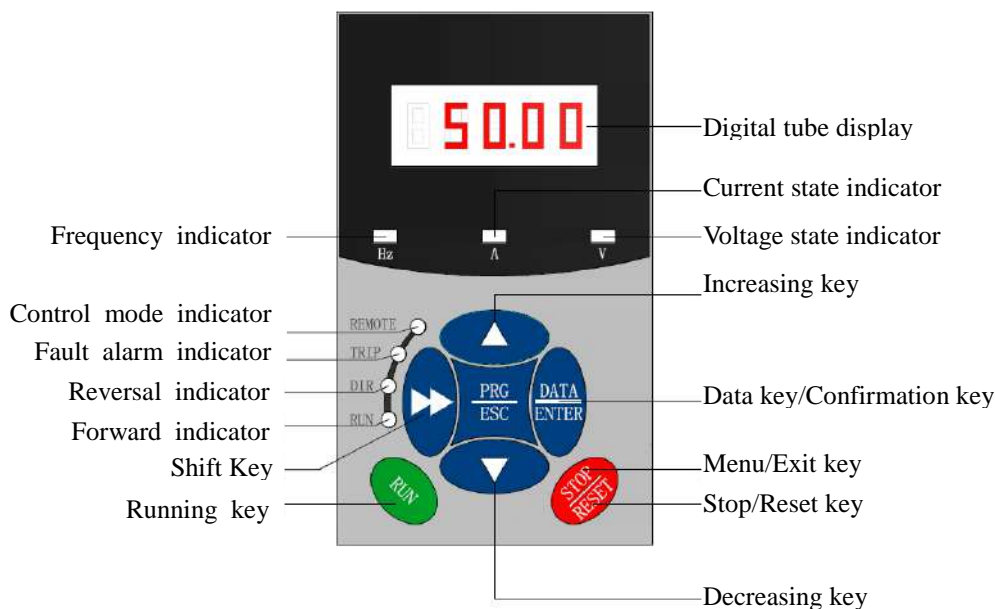 50.00
Digital tube display
Current state indicator
Frequency indicator
Voltage state indicator
Hz
A
V
Increasing key
Control mode indicator
REMOTE
Fault alarm indicator
TRIP
Reversal indicator
DIR
PRG
ESC
DATA
ENTER
Data key/Confirmation key
Forward indicator
RUN
Shift Key
Menu/Exit key
Running key
RUN
STOP
RESET
Stop/Reset key
Decreasing key